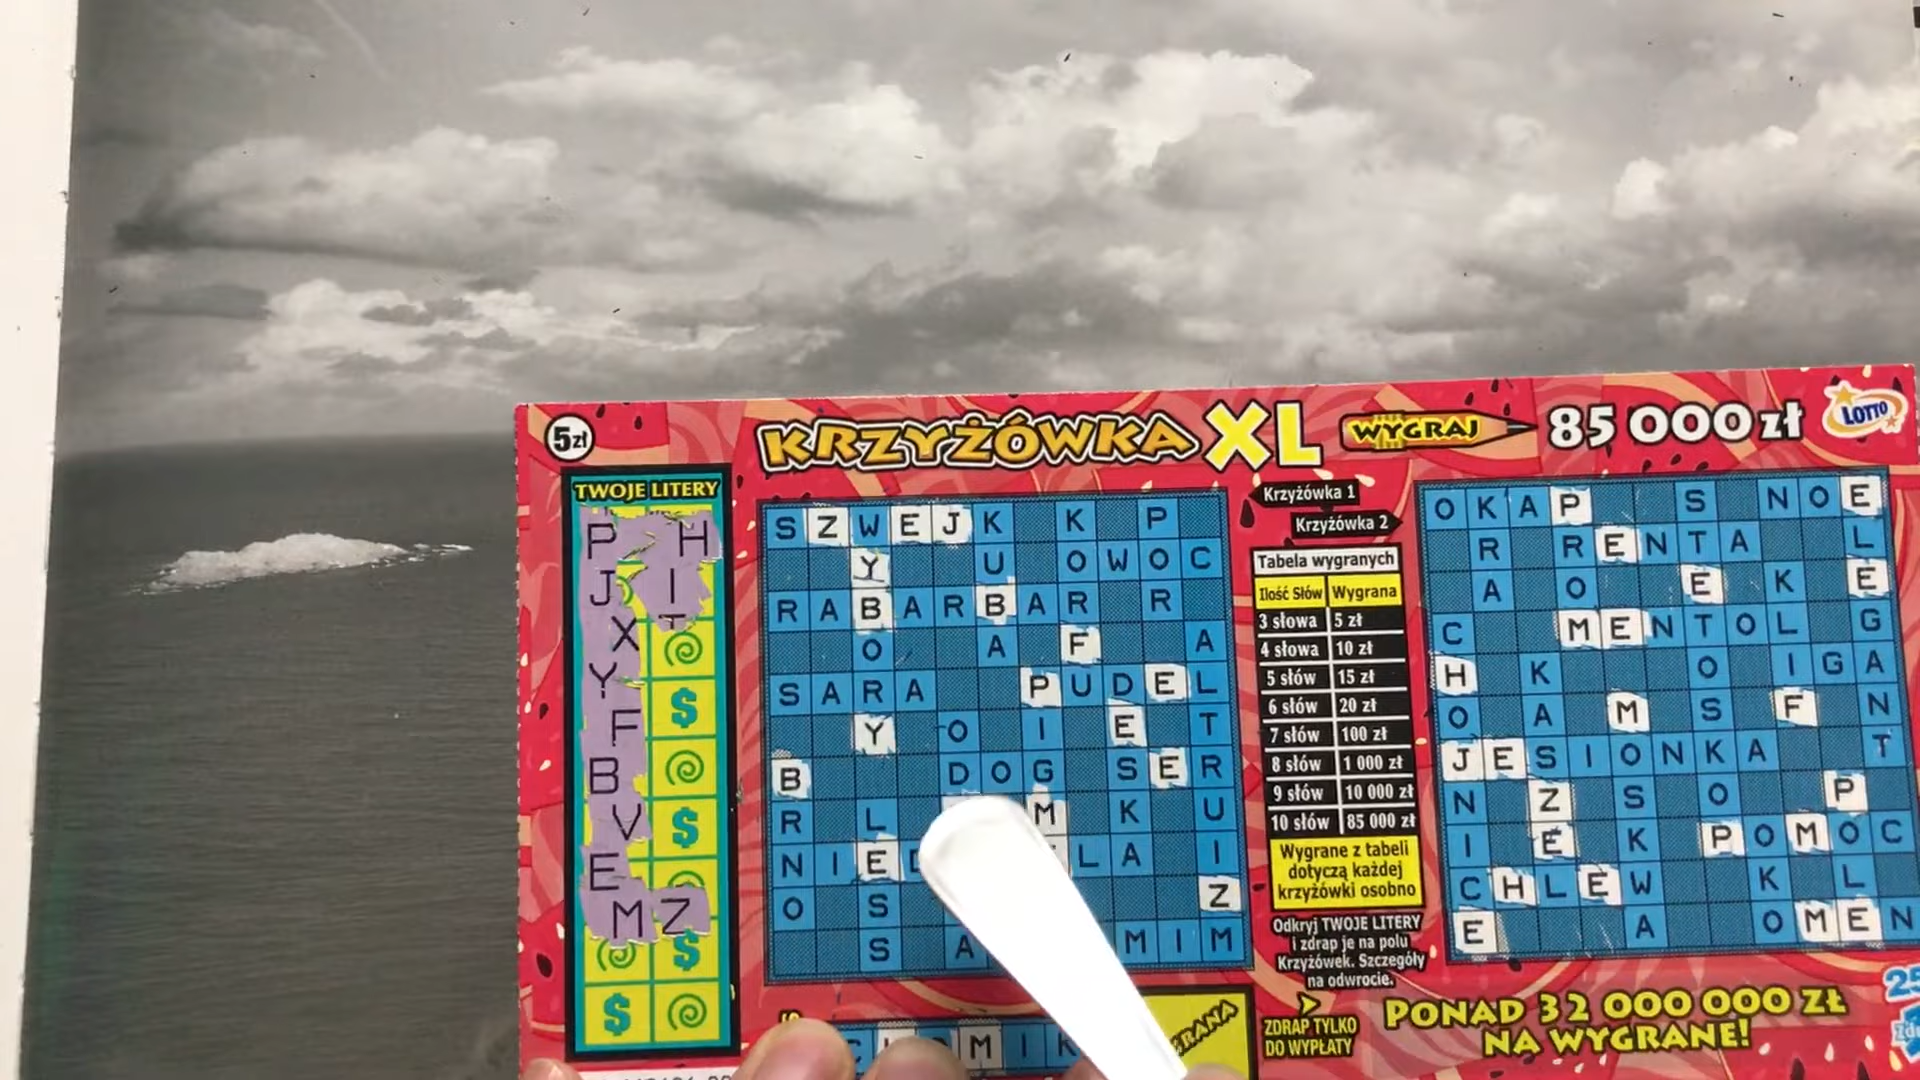 5zł
KRZYŻÓWKA XL
WYGRAJ
85 000 zł
LOTTO
TWOJE LITERY
P H
J I
X
Y
F
B
V
E
M Z
Krzyżówka 1
Krzyżówka 2
SZWEJK K P
Y U OWOC
RABARBAR R
O A F A
SARA PUDEL
Y O I E T
B DOG SER
R L M K U
NIE LA I
O S Z
S A MIM
Tabela wygranych
Ilość Słów Wygrana
3 słowa 5 zł
4 słowa 10 zł
5 słów 15 zł
6 słów 20 zł
7 słów 100 zł
8 słów 1 000 zł
9 słów 10 000 zł
10 słów 85 000 zł
Wygrane z tabeli
dotyczą każdej
krzyżówki osobno
Odkryj TWOJE LITERY
i zdrap je na polu
Krzyżówek. Szczegóły
na odwrocie.
ZDRAP TYLKO
DO WYPŁATY
OKAP S NOE
R RENTA L
A O E K E
C MENTOL G
H K O IGA
O A M S F N
JESIONKA T
N Z S O P
I E K POMOC
CHLEW K L
E A OMEN
PONAD 32 000 000 ZŁ
NA WYGRANE!